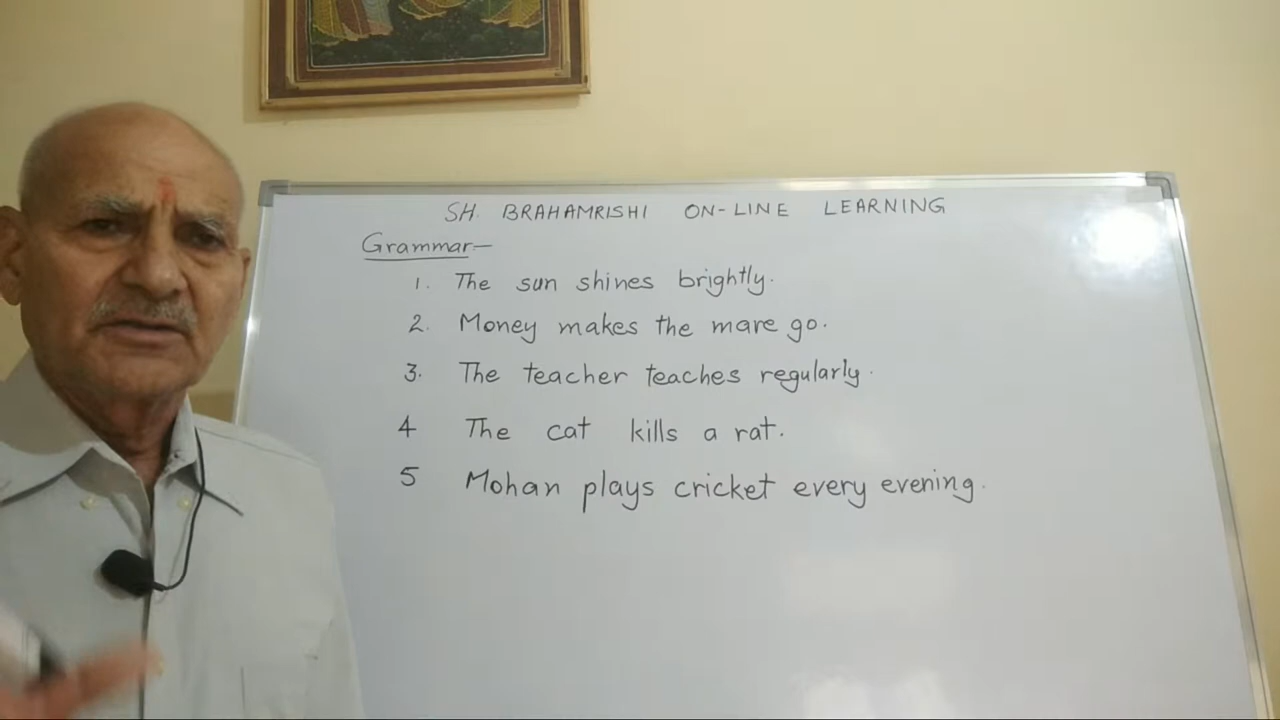 SH. BRAHAMRISHI ON-LINE LEARNING
Grammar—
1. The sun shines brightly.
2. Money makes the mare go.
3. The teacher teaches regularly.
4 The cat kills a rat.
5 Mohan plays cricket every evening.